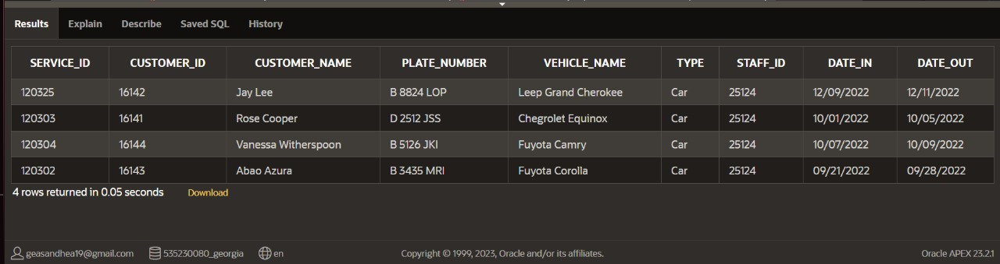 Results Explain Describe Saved SQL History
SERVICE_ID CUSTOMER_ID CUSTOMER_NAME PLATE_NUMBER VEHICLE_NAME TYPE STAFF_ID DATE_IN DATE_OUT
120325 16142 Jay Lee B 8824 LOP Leep Grand Cherokee Car 25124 12/09/2022 12/11/2022
120303 16141 Rose Cooper D 2512 JSS Chegrolet Equinox Car 25124 10/01/2022 10/05/2022
120304 16144 Vanessa Witherspoon B 5126 JKI Fuyota Camry Car 25124 10/07/2022 10/09/2022
120302 16143 Abao Azura B 3435 MRI Fuyota Corolla Car 25124 09/21/2022 09/28/2022
4 rows returned in 0.05 seconds Download
geasandhea19@gmail.com 535230080_georgia en Copyright © 1999, 2023, Oracle and/or its affiliates. Oracle APEX 23.2.1